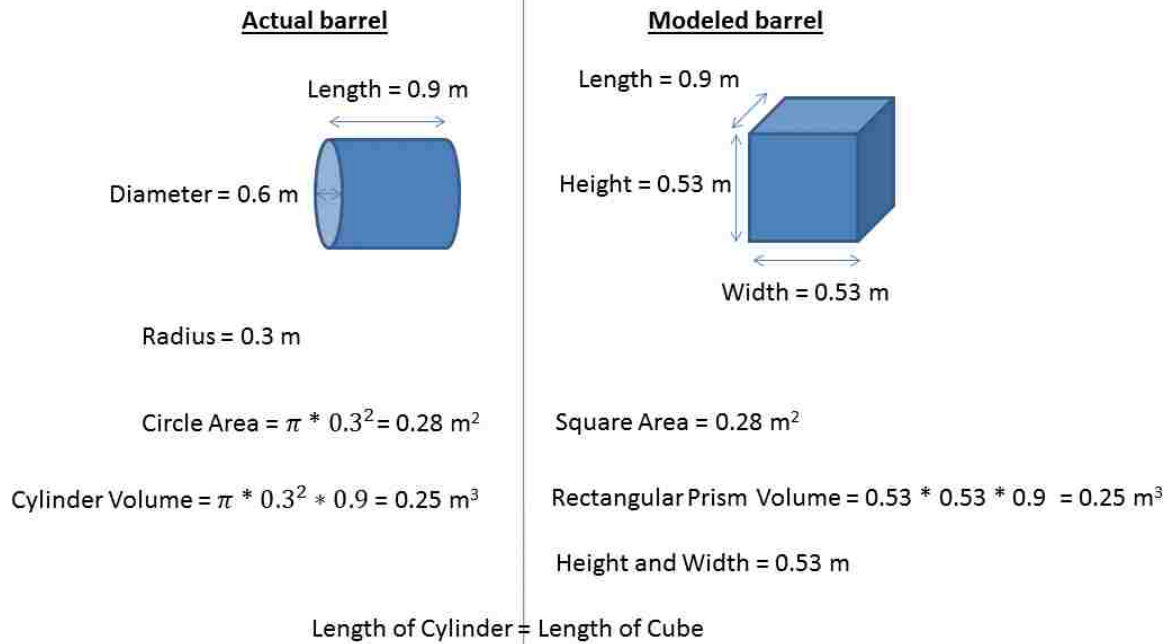 Actual barrel
Length = 0.9 m
Diameter = 0.6 m
Radius = 0.3 m
Circle Area = π * 0.3² = 0.28 m²
Cylinder Volume = π * 0.3² * 0.9 = 0.25 m³
Modeled barrel
Length = 0.9 m
Height = 0.53 m
Width = 0.53 m
Square Area = 0.28 m²
Rectangular Prism Volume = 0.53 * 0.53 * 0.9 = 0.25 m³
Height and Width = 0.53 m
Length of Cylinder = Length of Cube